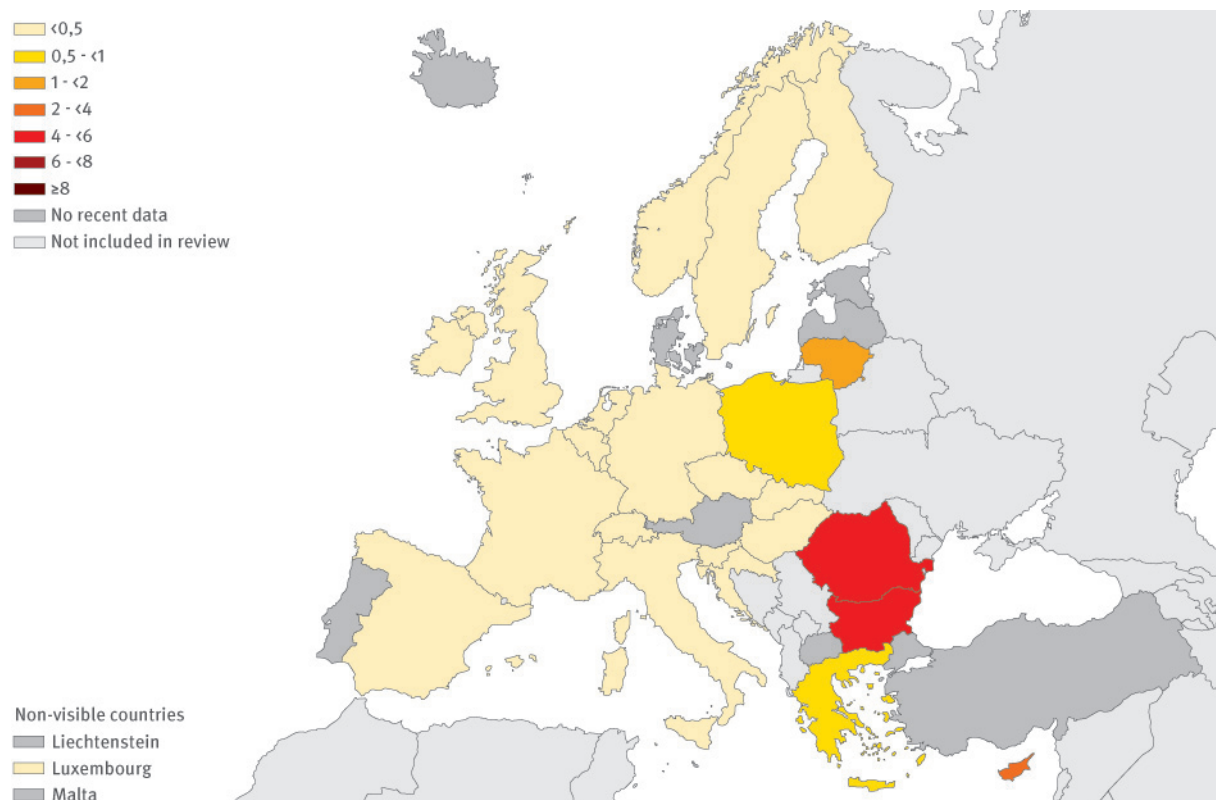 <0,5
0,5 - <1
1 - <2
2 - <4
4 - <6
6 - <8
≥8
No recent data
Not included in review
Non-visible countries
Liechtenstein
Luxembourg
Malta